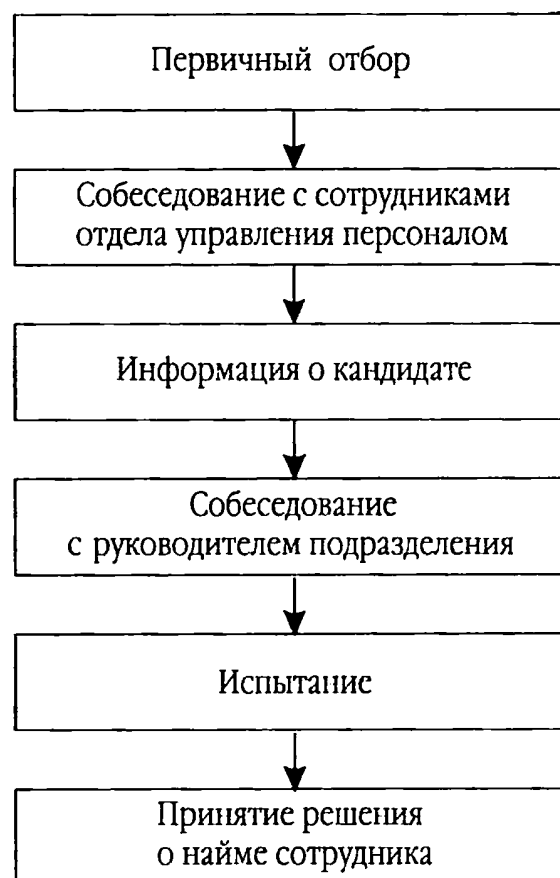 Первичный отбор
Собеседование с сотрудниками
отдела управления персоналом
Информация о кандидате
Собеседование
с руководителем подразделения
Испытание
Принятие решения
о найме сотрудника